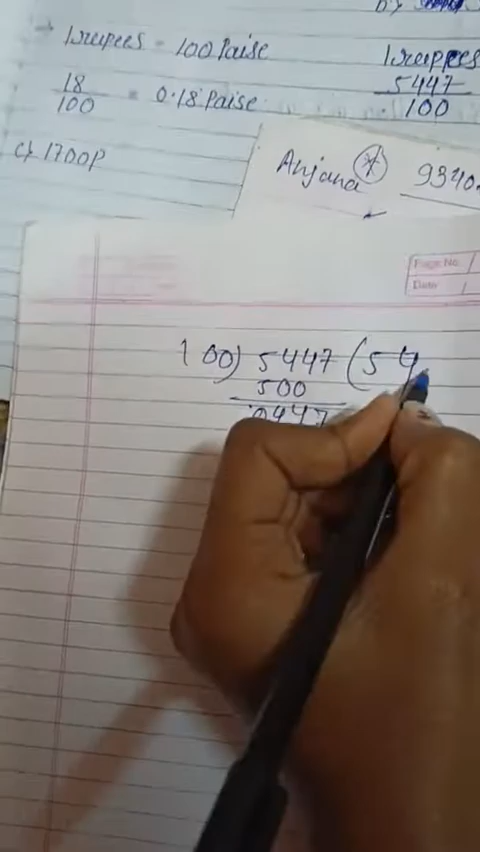 → 1 rupees = 100 Paise
18
100
= 0.18 Paise
c) 1700P
1 rupees
5447
100
Anjana
9340
Page No.
Date
100) 5447 (54
500
0447